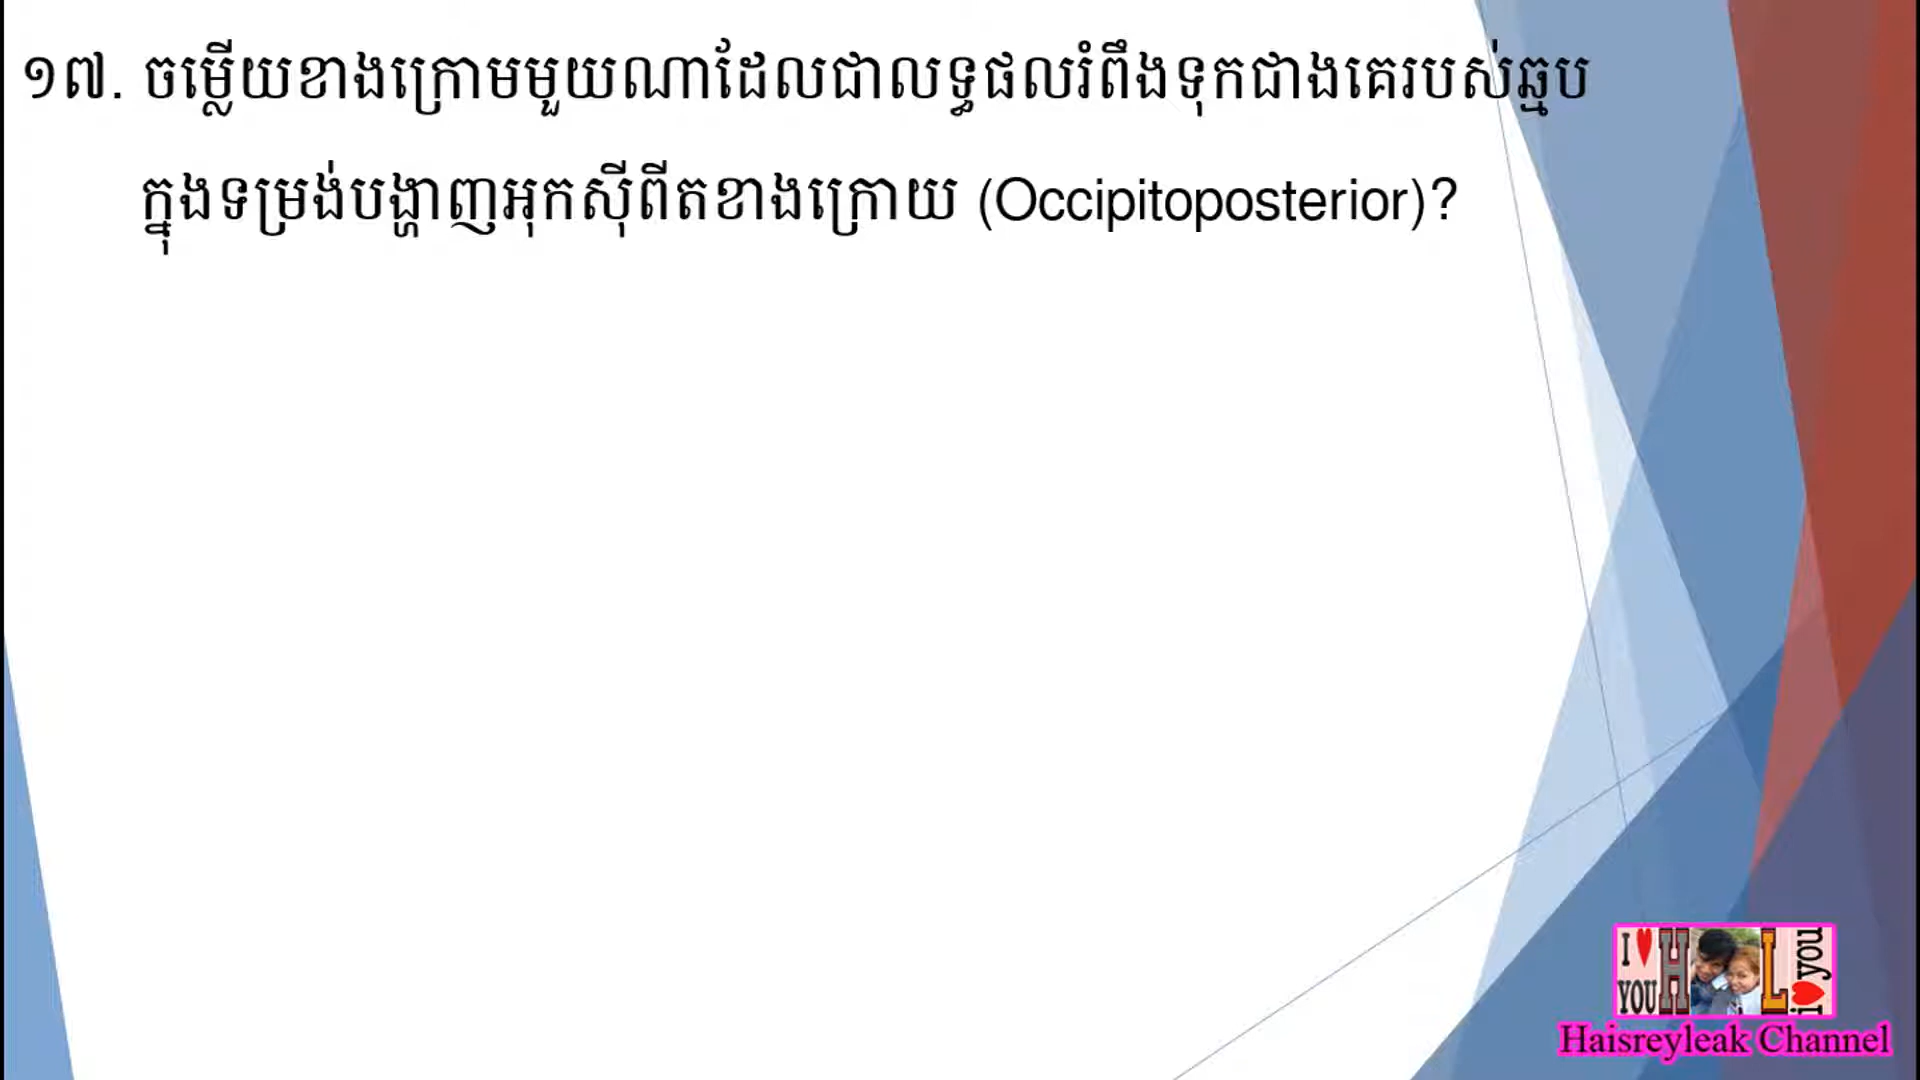 ១៧. ចម្លើយខាងក្រោមមួយណាដែលជាលទ្ធផលរំពឹងទុកជាងគេរបស់ឆ្មប
ក្នុងទម្រង់បង្ហាញអុកស៊ីពីតខាងក្រោយ (Occipitoposterior)?
I ♥ YOU H L i ♥ you
Haisreyleak Channel